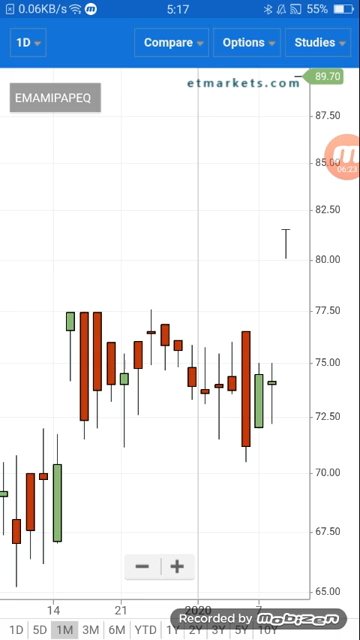 0.06KB/s 5:17 55%
1D Compare Options Studies
etmarkets.com 89.70
EMAMIPAPEQ
87.50
85.00
06:23
82.50
80.00
77.50
75.00
72.50
70.00
67.50
65.00
14 21 2020 7
Recorded by mobizen
1D 5D 1M 3M 6M YTD 1Y 2Y 3Y 5Y 10Y